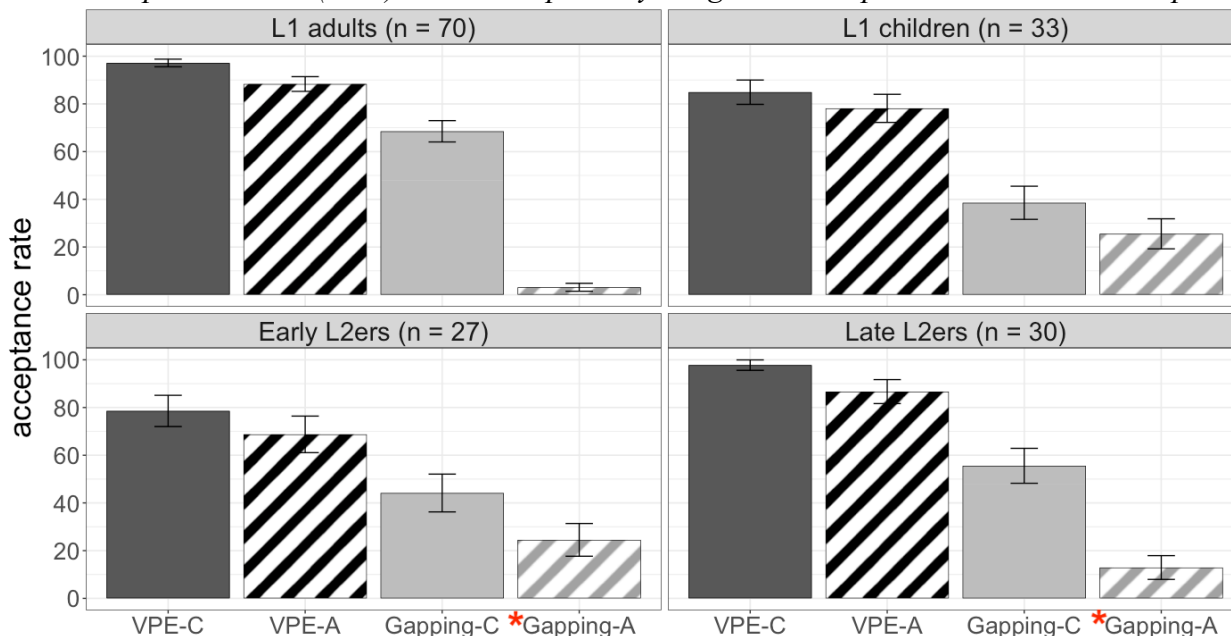 L1 adults (n = 70)
L1 children (n = 33)
100
80
60
40
20
0
Early L2ers (n = 27)
Late L2ers (n = 30)
100
80
60
40
20
0
acceptance rate
VPE-C VPE-A Gapping-C *Gapping-A
VPE-C VPE-A Gapping-C *Gapping-A